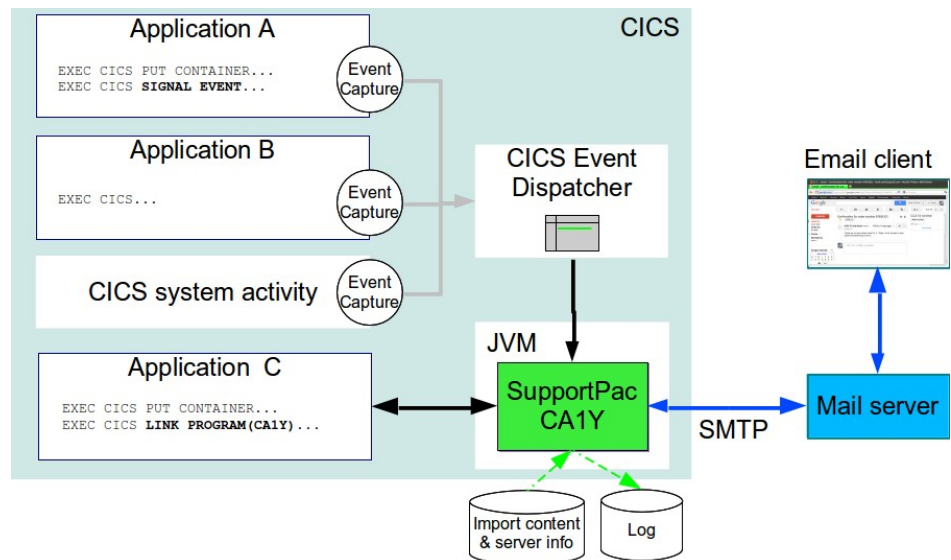 CICS
Application A
EXEC CICS PUT CONTAINER...
EXEC CICS SIGNAL EVENT...
Event
Capture
Application B
EXEC CICS...
Event
Capture
CICS system activity
Event
Capture
CICS Event
Dispatcher
Email client
Google
Application C
EXEC CICS PUT CONTAINER...
EXEC CICS LINK PROGRAM(CA1Y)...
JVM
SupportPac
CA1Y
SMTP
Mail server
Import content
& server info
Log